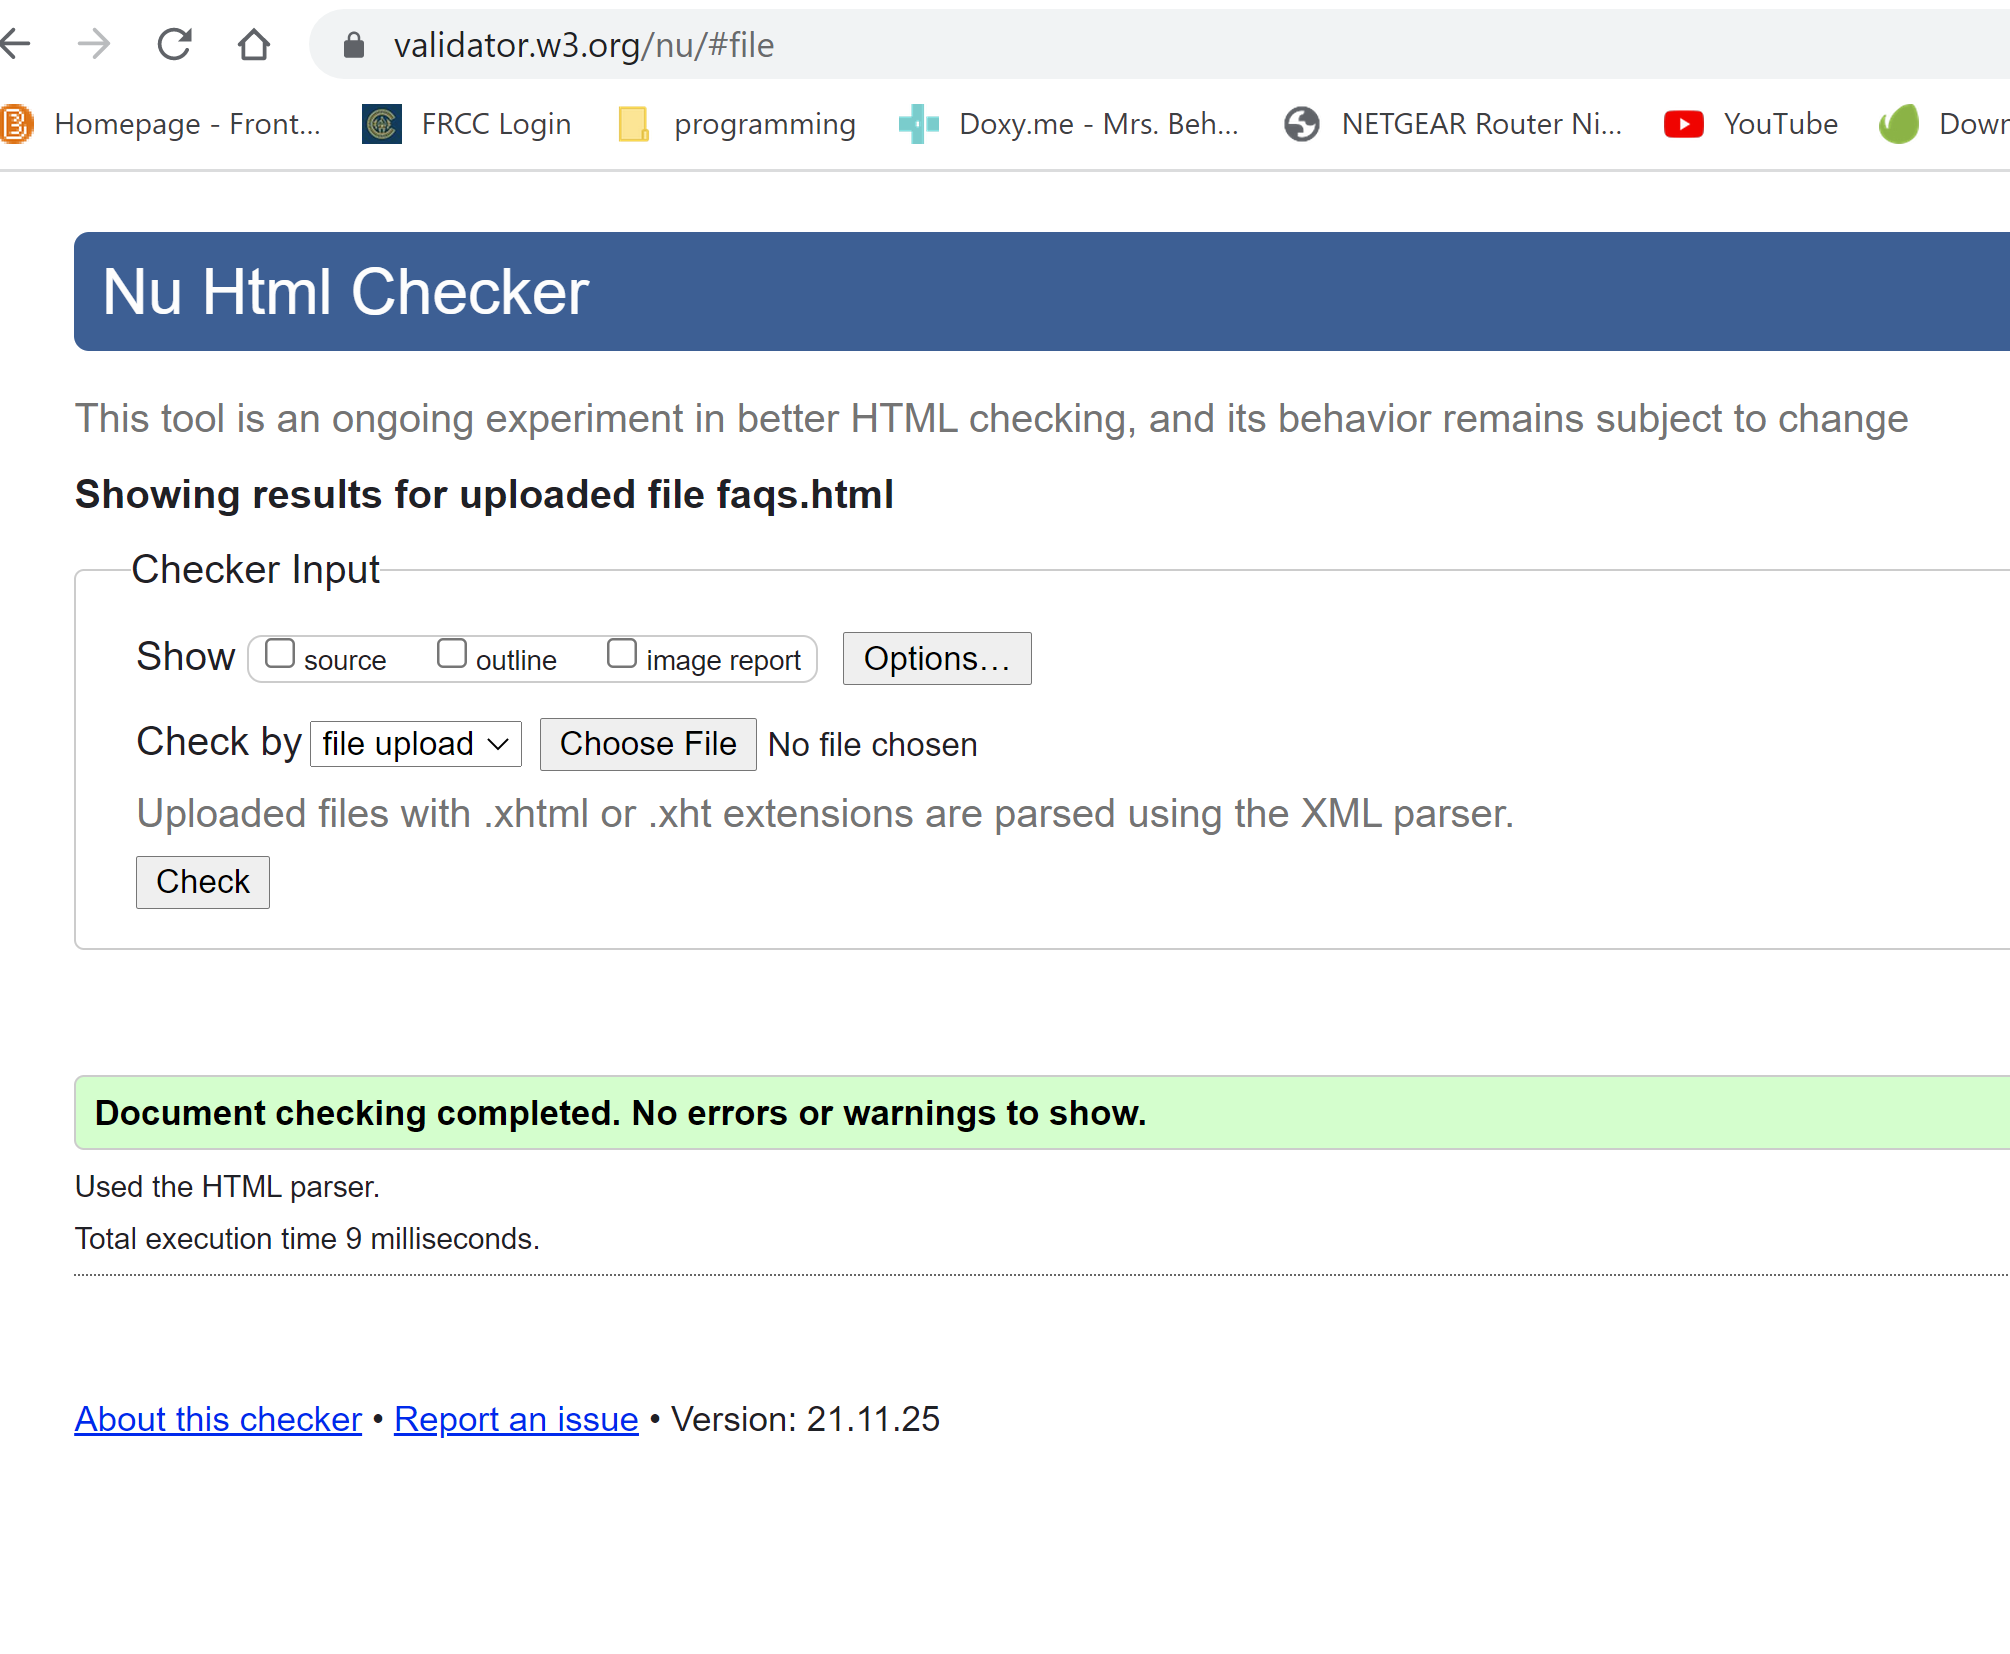 validator.w3.org/nu/#file
Homepage - Front... FRCC Login programming Doxy.me - Mrs. Beh... NETGEAR Router Ni... YouTube
Nu Html Checker
This tool is an ongoing experiment in better HTML checking, and its behavior remains subject to change
Showing results for uploaded file faqs.html
Checker Input
Show source outline image report Options…
Check by file upload Choose File No file chosen
Uploaded files with .xhtml or .xht extensions are parsed using the XML parser.
Check
Document checking completed. No errors or warnings to show.
Used the HTML parser.
Total execution time 9 milliseconds.
About this checker • Report an issue • Version: 21.11.25